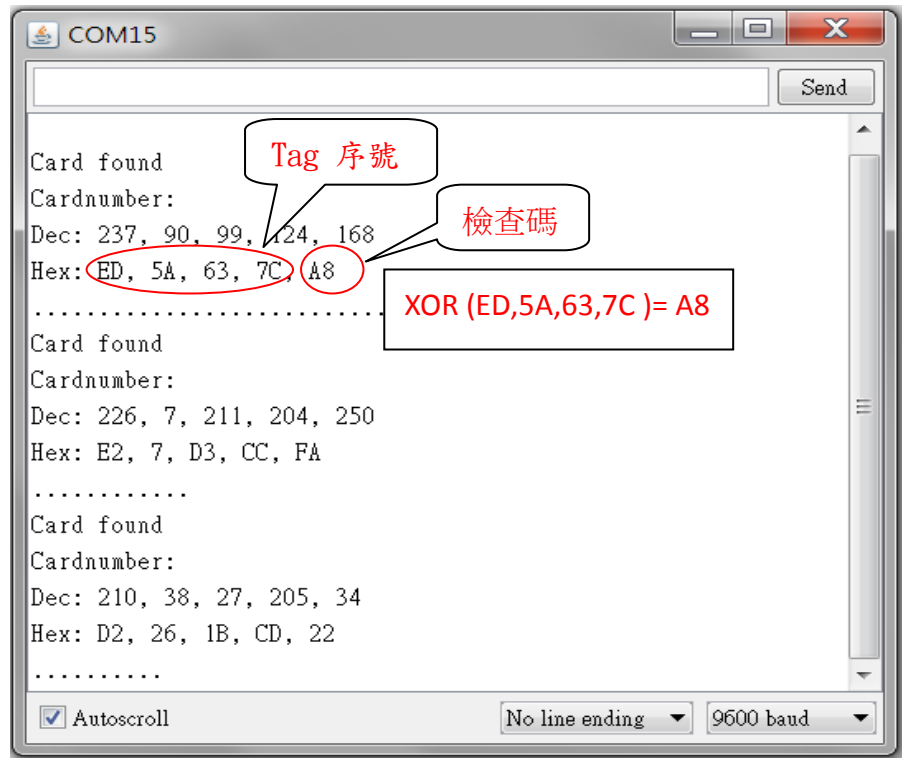 COM15
Send
Card found
Tag 序號
Cardnumber:
檢查碼
Dec: 237, 90, 99, 124, 168
Hex: ED, 5A, 63, 7C, A8
XOR (ED,5A,63,7C )= A8
............................
Card found
Cardnumber:
Dec: 226, 7, 211, 204, 250
Hex: E2, 7, D3, CC, FA
............
Card found
Cardnumber:
Dec: 210, 38, 27, 205, 34
Hex: D2, 26, 1B, CD, 22
..........
Autoscroll
No line ending
9600 baud